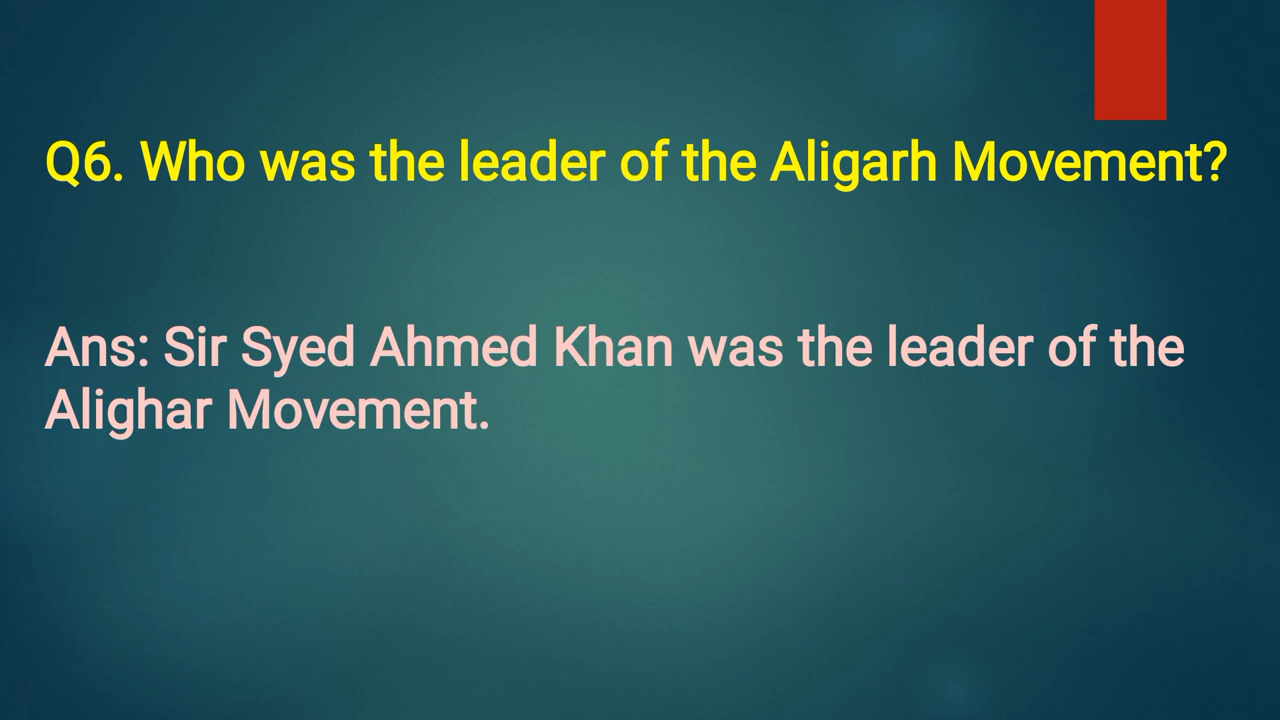 Q6. Who was the leader of the Aligarh Movement?
Ans: Sir Syed Ahmed Khan was the leader of the
Alighar Movement.